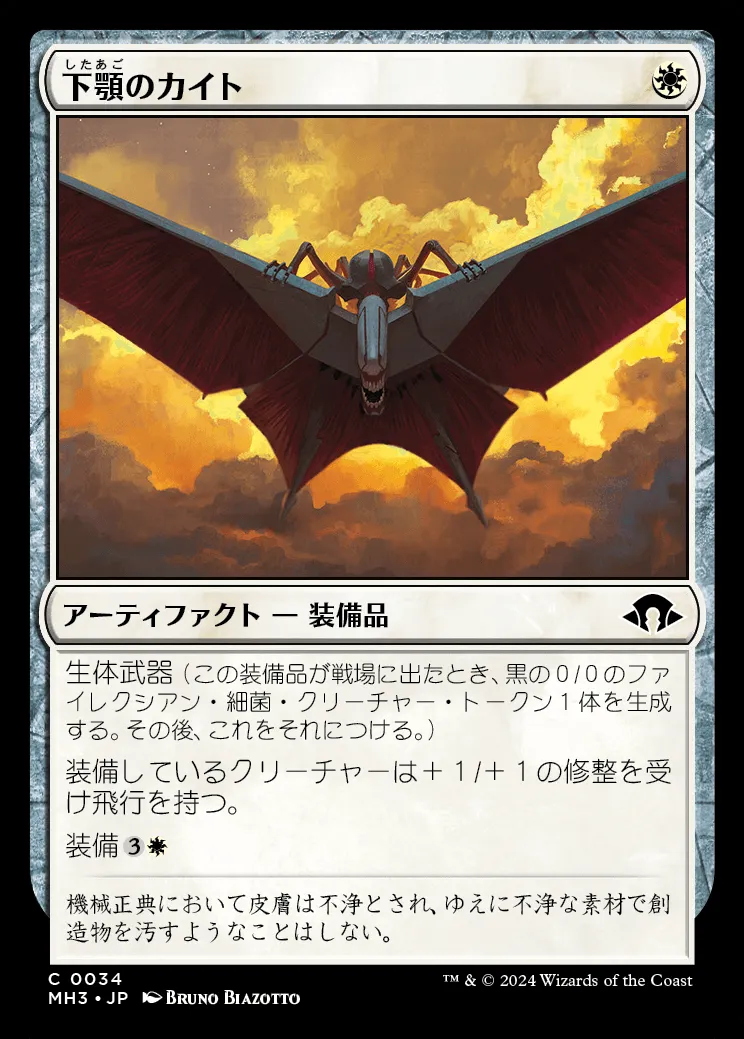 したあご
下顎のカイト
アーティファクト — 装備品
生体武器（この装備品が戦場に出たとき、黒の０/０のファ
イレクシアン・細菌・クリーチャー・トークン１体を生成
する。その後、これをそれにつける。）
装備しているクリーチャーは＋１/＋１の修整を受
け飛行を持つ。
装備 3
機械正典において皮膚は不浄とされ、ゆえに不浄な素材で創
造物を汚すようなことはしない。
C 0034
MH3 • JP Bruno Biazotto
™ & © 2024 Wizards of the Coast